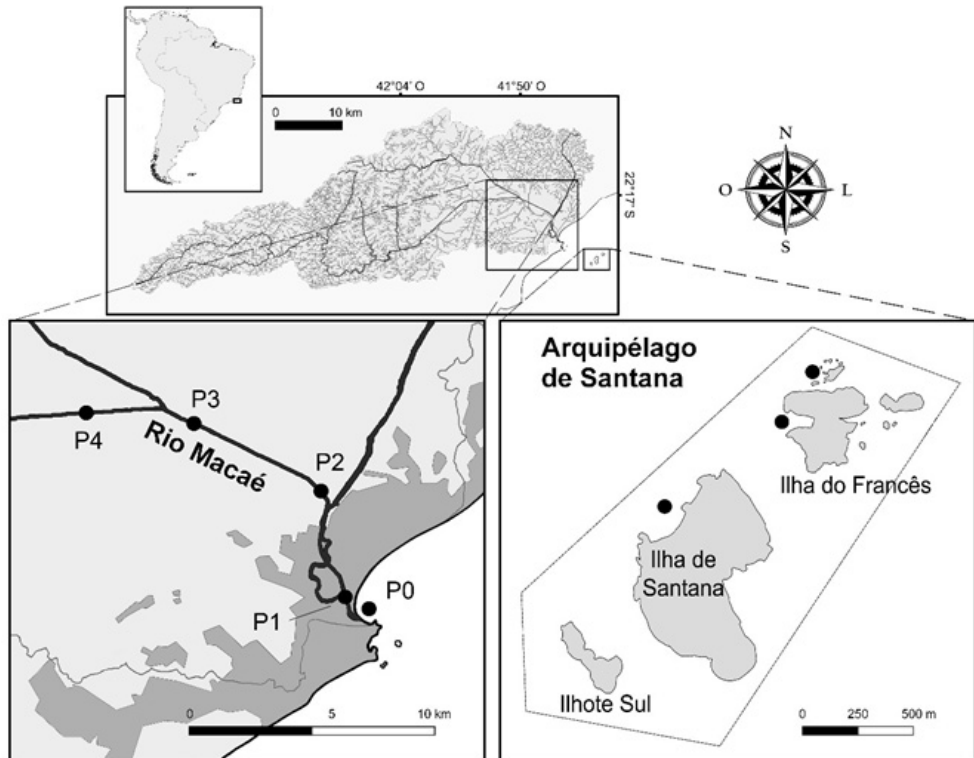 42°04' O
41°50' O
0 10 km
22°17' S
N
O
L
S
P3
P4
Rio Macaé
P2
P1
P0
0 5 10 km
Arquipélago
de Santana
Ilha do Francês
Ilha de
Santana
Ilhote Sul
0 250 500 m